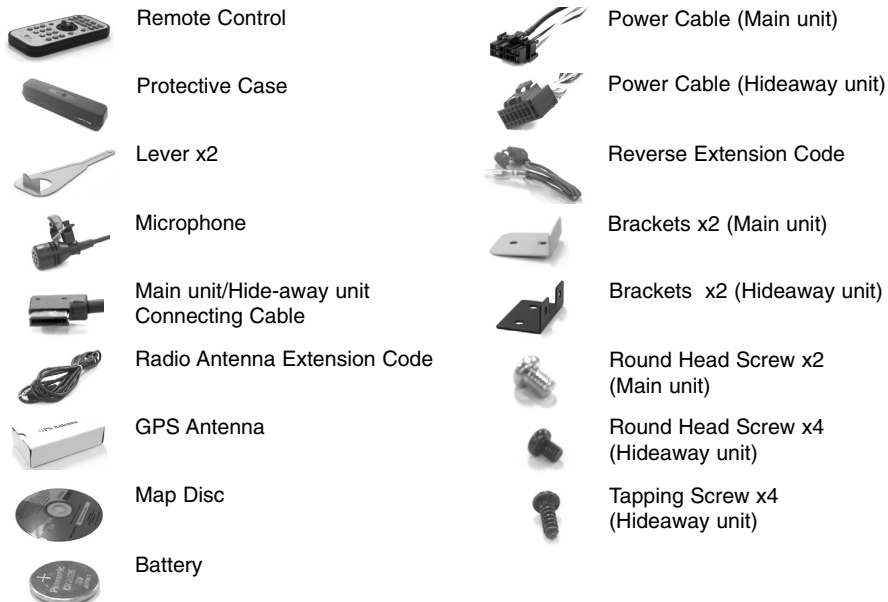 Remote Control
Protective Case
Lever x2
Microphone
Main unit/Hide-away unit
Connecting Cable
Radio Antenna Extension Code
GPS Antenna
GPS Antenna
Map Disc
Battery
+
Panasonic
Power Cable (Main unit)
Power Cable (Hideaway unit)
Reverse Extension Code
Brackets x2 (Main unit)
Brackets x2 (Hideaway unit)
Round Head Screw x2
(Main unit)
Round Head Screw x4
(Hideaway unit)
Tapping Screw x4
(Hideaway unit)